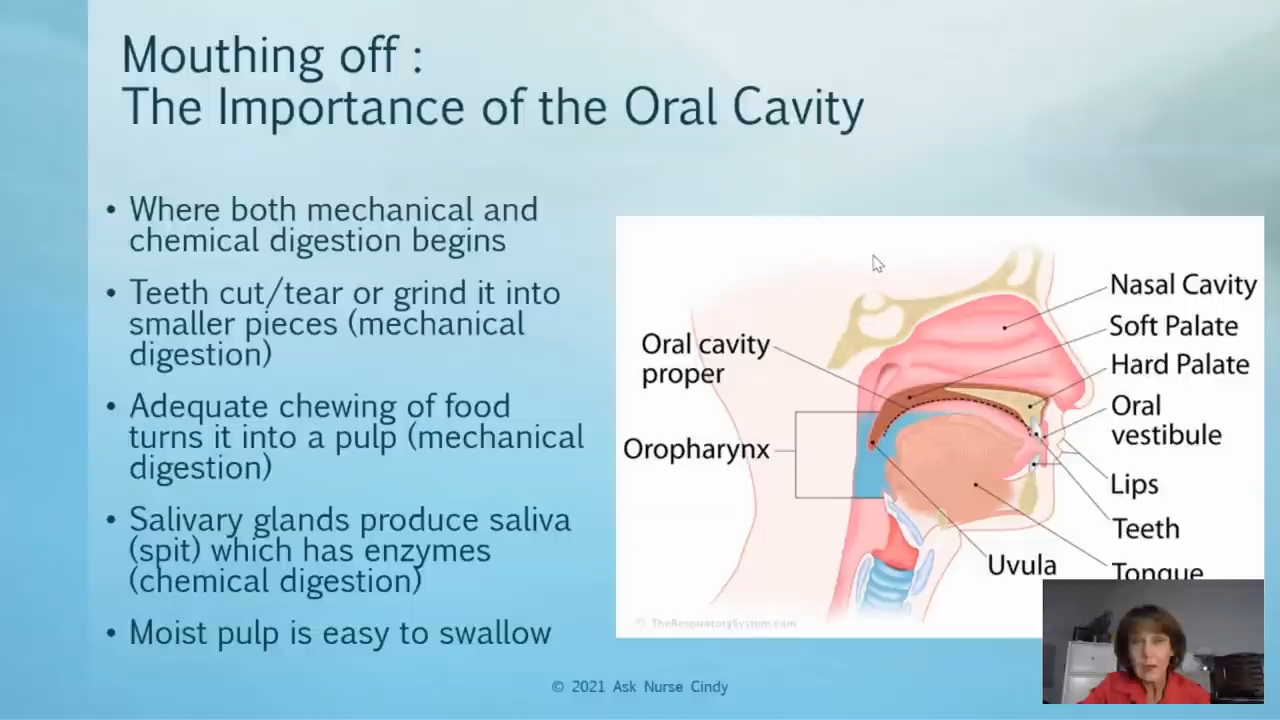 Mouthing off :
The Importance of the Oral Cavity
• Where both mechanical and
chemical digestion begins
• Teeth cut/tear or grind it into
smaller pieces (mechanical
digestion)
• Adequate chewing of food
turns it into a pulp (mechanical
digestion)
• Salivary glands produce saliva
(spit) which has enzymes
(chemical digestion)
• Moist pulp is easy to swallow
Oral cavity
proper
Oropharynx
Nasal Cavity
Soft Palate
Hard Palate
Oral
vestibule
Lips
Teeth
Uvula
Tongue
© TheRespiratorySystem.com
© 2021 Ask Nurse Cindy